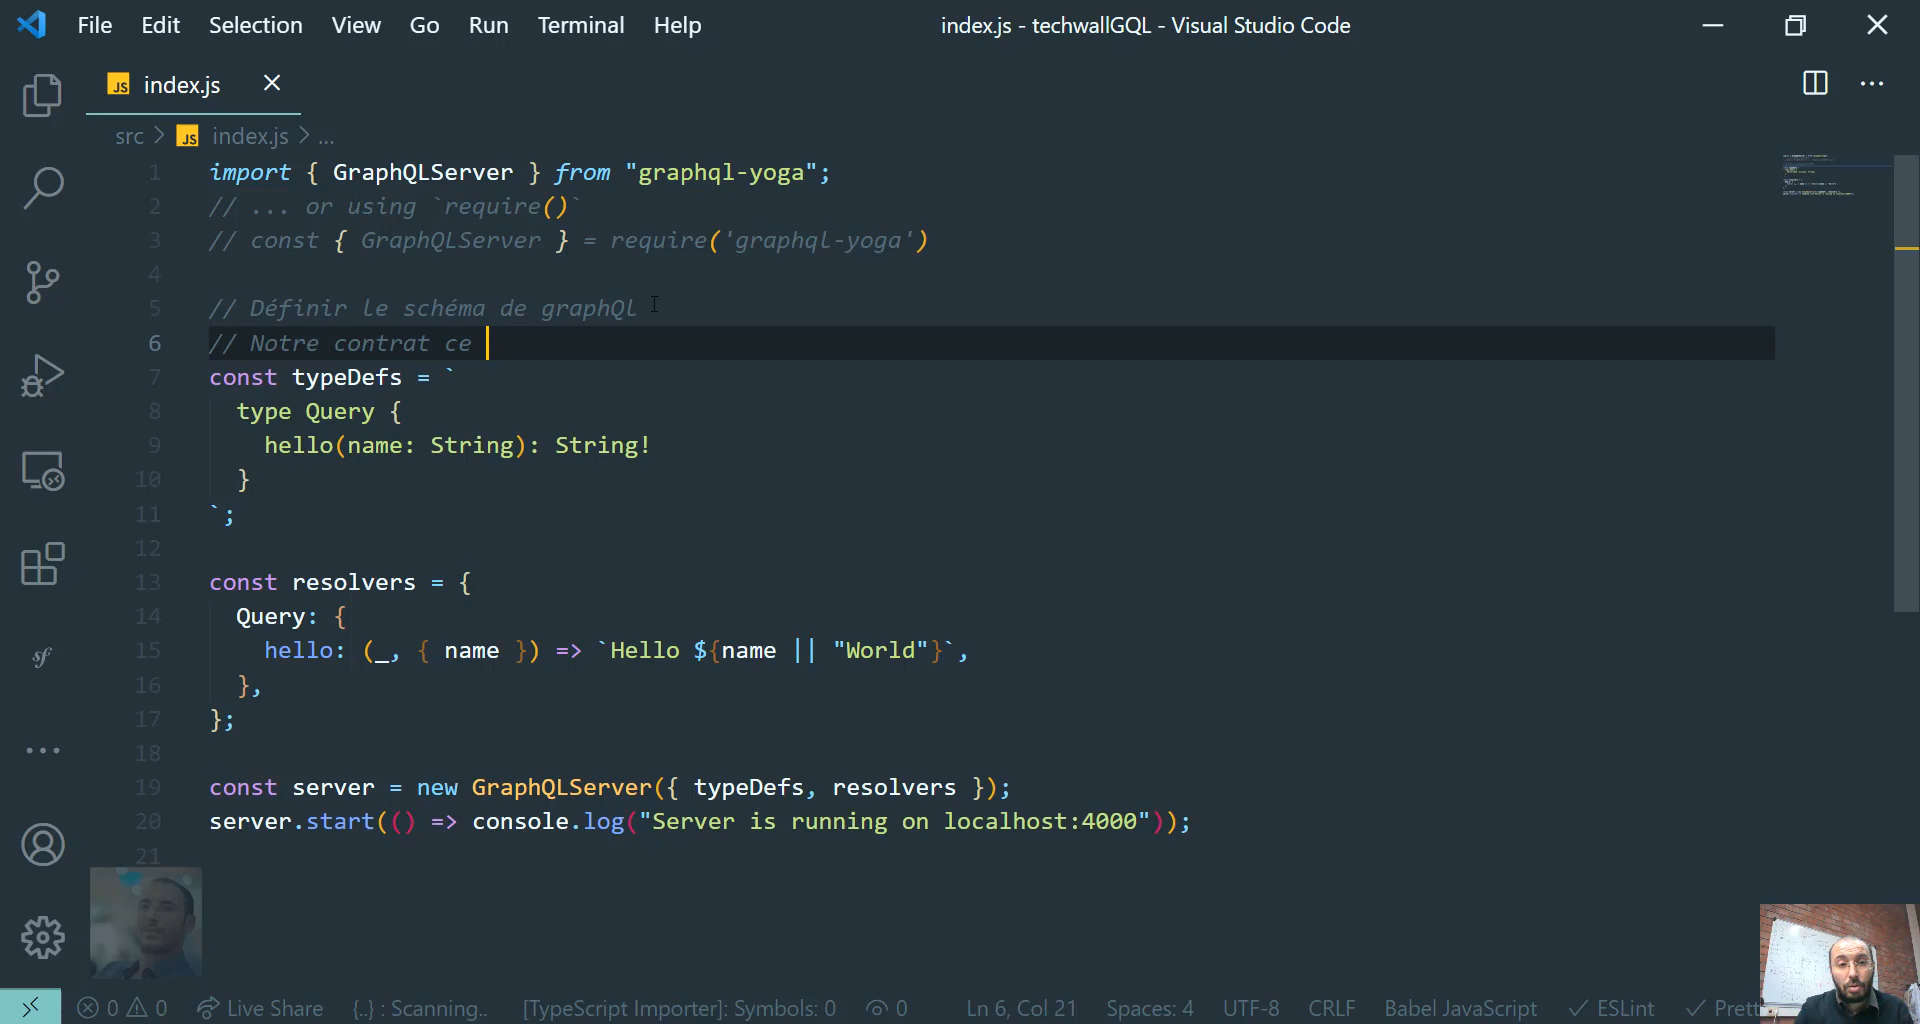 File Edit Selection View Go Run Terminal Help
index.js - techwallGQL - Visual Studio Code
JS index.js
src > JS index.js > ...
1 import { GraphQLServer } from "graphql-yoga";
2 // ... or using `require()`
3 // const { GraphQLServer } = require('graphql-yoga')
4
5 // Définir le schéma de graphQl
6 // Notre contrat ce
7 const typeDefs = `
8 type Query {
9 hello(name: String): String!
10 }
11 `;
12
13 const resolvers = {
14 Query: {
15 hello: (_, { name }) => `Hello ${name || "World"}`,
16 },
17 };
18
19 const server = new GraphQLServer({ typeDefs, resolvers });
20 server.start(() => console.log("Server is running on localhost:4000"));
21
0 0 Live Share {..} : Scanning.. [TypeScript Importer]: Symbols: 0 0 Ln 6, Col 21 Spaces: 4 UTF-8 CRLF Babel JavaScript ESLint Prett